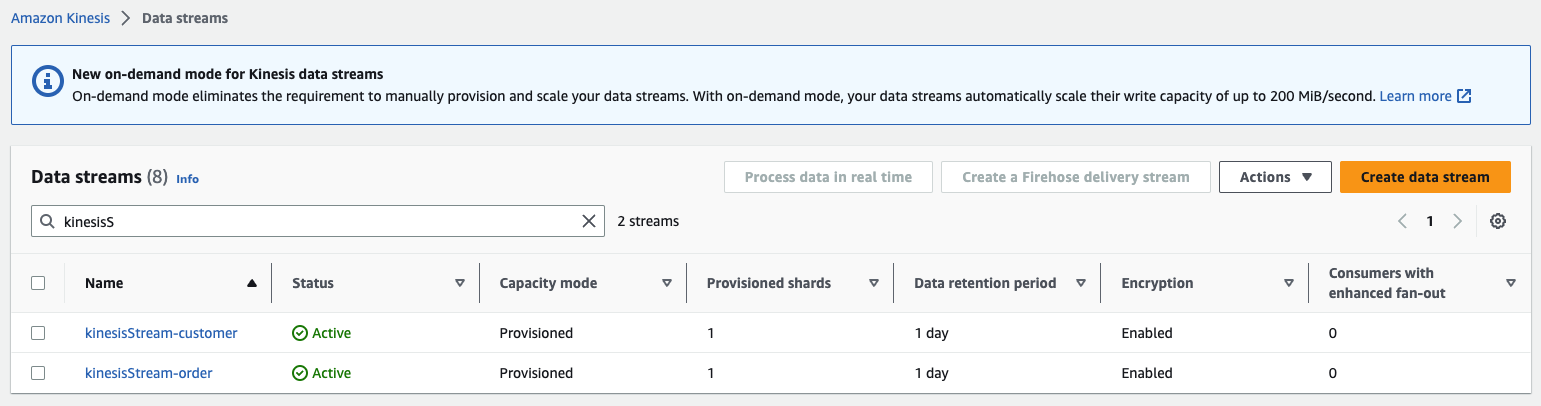 Amazon Kinesis > Data streams
New on-demand mode for Kinesis data streams
On-demand mode eliminates the requirement to manually provision and scale your data streams. With on-demand mode, your data streams automatically scale their write capacity of up to 200 MiB/second. Learn more
Data streams (8) Info Process data in real time Create a Firehose delivery stream Actions Create data stream
kinesisS 2 streams 1
Name Status Capacity mode Provisioned shards Data retention period Encryption Consumers with
enhanced fan-out
kinesisStream-customer Active Provisioned 1 1 day Enabled 0
kinesisStream-order Active Provisioned 1 1 day Enabled 0